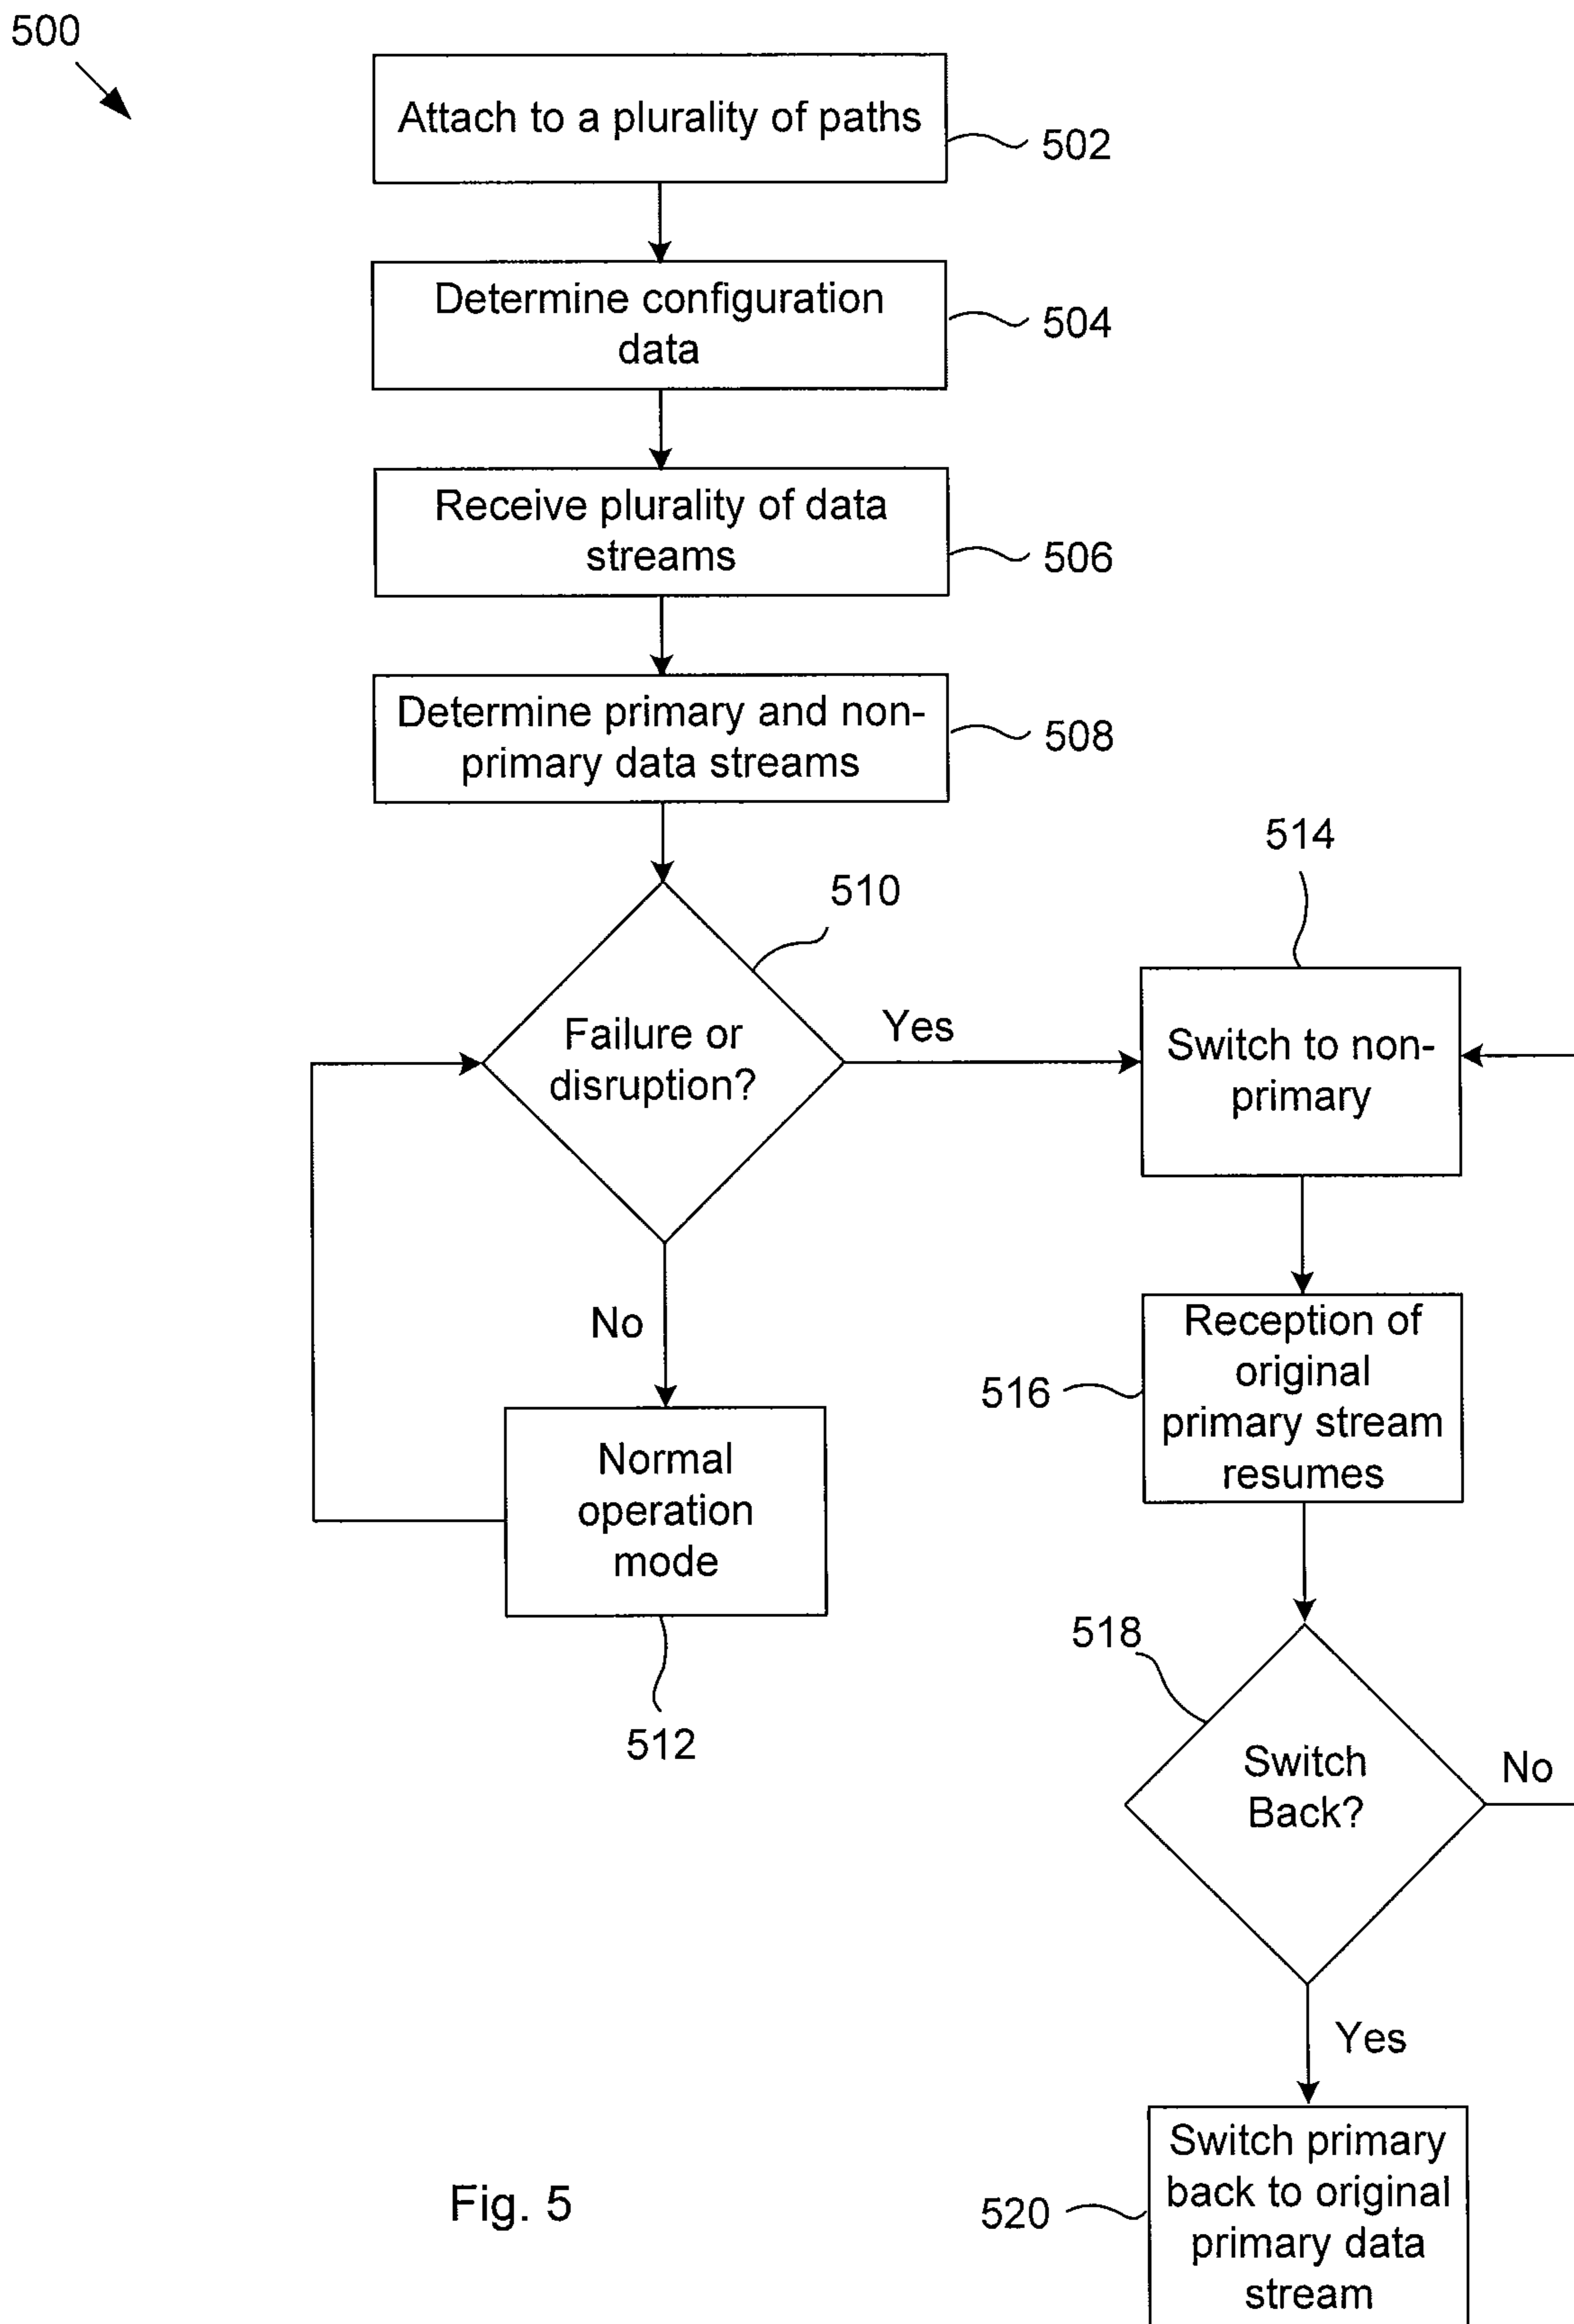 500
Attach to a plurality of paths
502
Determine configuration
data
504
Receive plurality of data
streams
506
Determine primary and non-
primary data streams
508
510
Failure or
disruption?
Yes
No
Normal
operation
mode
512
514
Switch to non-
primary
516
Reception of
original
primary stream
resumes
518
Switch
Back?
No
Yes
520
Switch primary
back to original
primary data
stream
Fig. 5